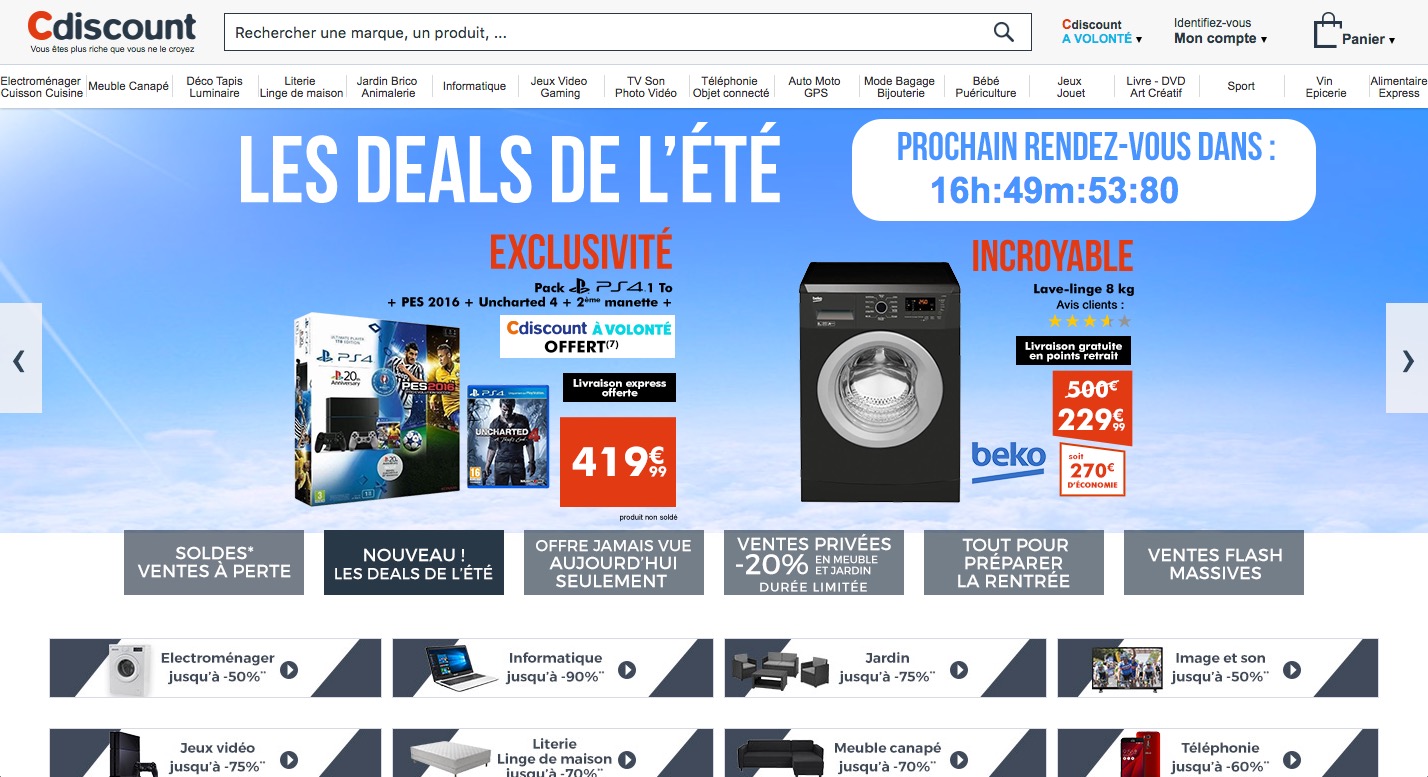 Cdiscount
Vous êtes plus riche que vous ne le croyez
Rechercher une marque, un produit, ...
Cdiscount
A VOLONTÉ ▾
Identifiez-vous
Mon compte ▾
Panier ▾
Electroménager
Cuisson Cuisine
Meuble Canapé
Déco Tapis
Luminaire
Literie
Linge de maison
Jardin Brico
Animalerie
Informatique
Jeux Video
Gaming
TV Son
Photo Vidéo
Téléphonie
Objet connecté
Auto Moto
GPS
Mode Bagage
Bijouterie
Bébé
Puériculture
Jeux
Jouet
Livre - DVD
Art Créatif
Sport
Vin
Epicerie
Alimentaire
Express
LES DEALS DE L'ÉTÉ
PROCHAIN RENDEZ-VOUS DANS :
16h:49m:53:80
EXCLUSIVITÉ
Pack PS4 1 To
+ PES 2016 + Uncharted 4 + 2ème manette +
Cdiscount À VOLONTÉ
OFFERT(7)
Livraison express
offerte
419€99
produit non soldé
PS4
20th
Anniversary
PES2016
PS4
UNCHARTED 4
INCROYABLE
Lave-linge 8 kg
Avis clients :
Livraison gratuite
en points retrait
500€
229€99
beko
soit
270€
D'ÉCONOMIE
beko
SOLDES*
VENTES À PERTE
NOUVEAU !
LES DEALS DE L'ÉTÉ
OFFRE JAMAIS VUE
AUJOURD'HUI
SEULEMENT
VENTES PRIVÉES
-20% EN MEUBLE
ET JARDIN
DURÉE LIMITÉE
TOUT POUR
PRÉPARER
LA RENTRÉE
VENTES FLASH
MASSIVES
Electroménager
jusqu'à -50%**
Informatique
jusqu'à -90%**
Jardin
jusqu'à -75%**
Image et son
jusqu'à -50%**
Jeux vidéo
jusqu'à -75%**
Literie
Linge de maison
jusqu'à -70%**
Meuble canapé
jusqu'à -70%**
Téléphonie
jusqu'à -60%**